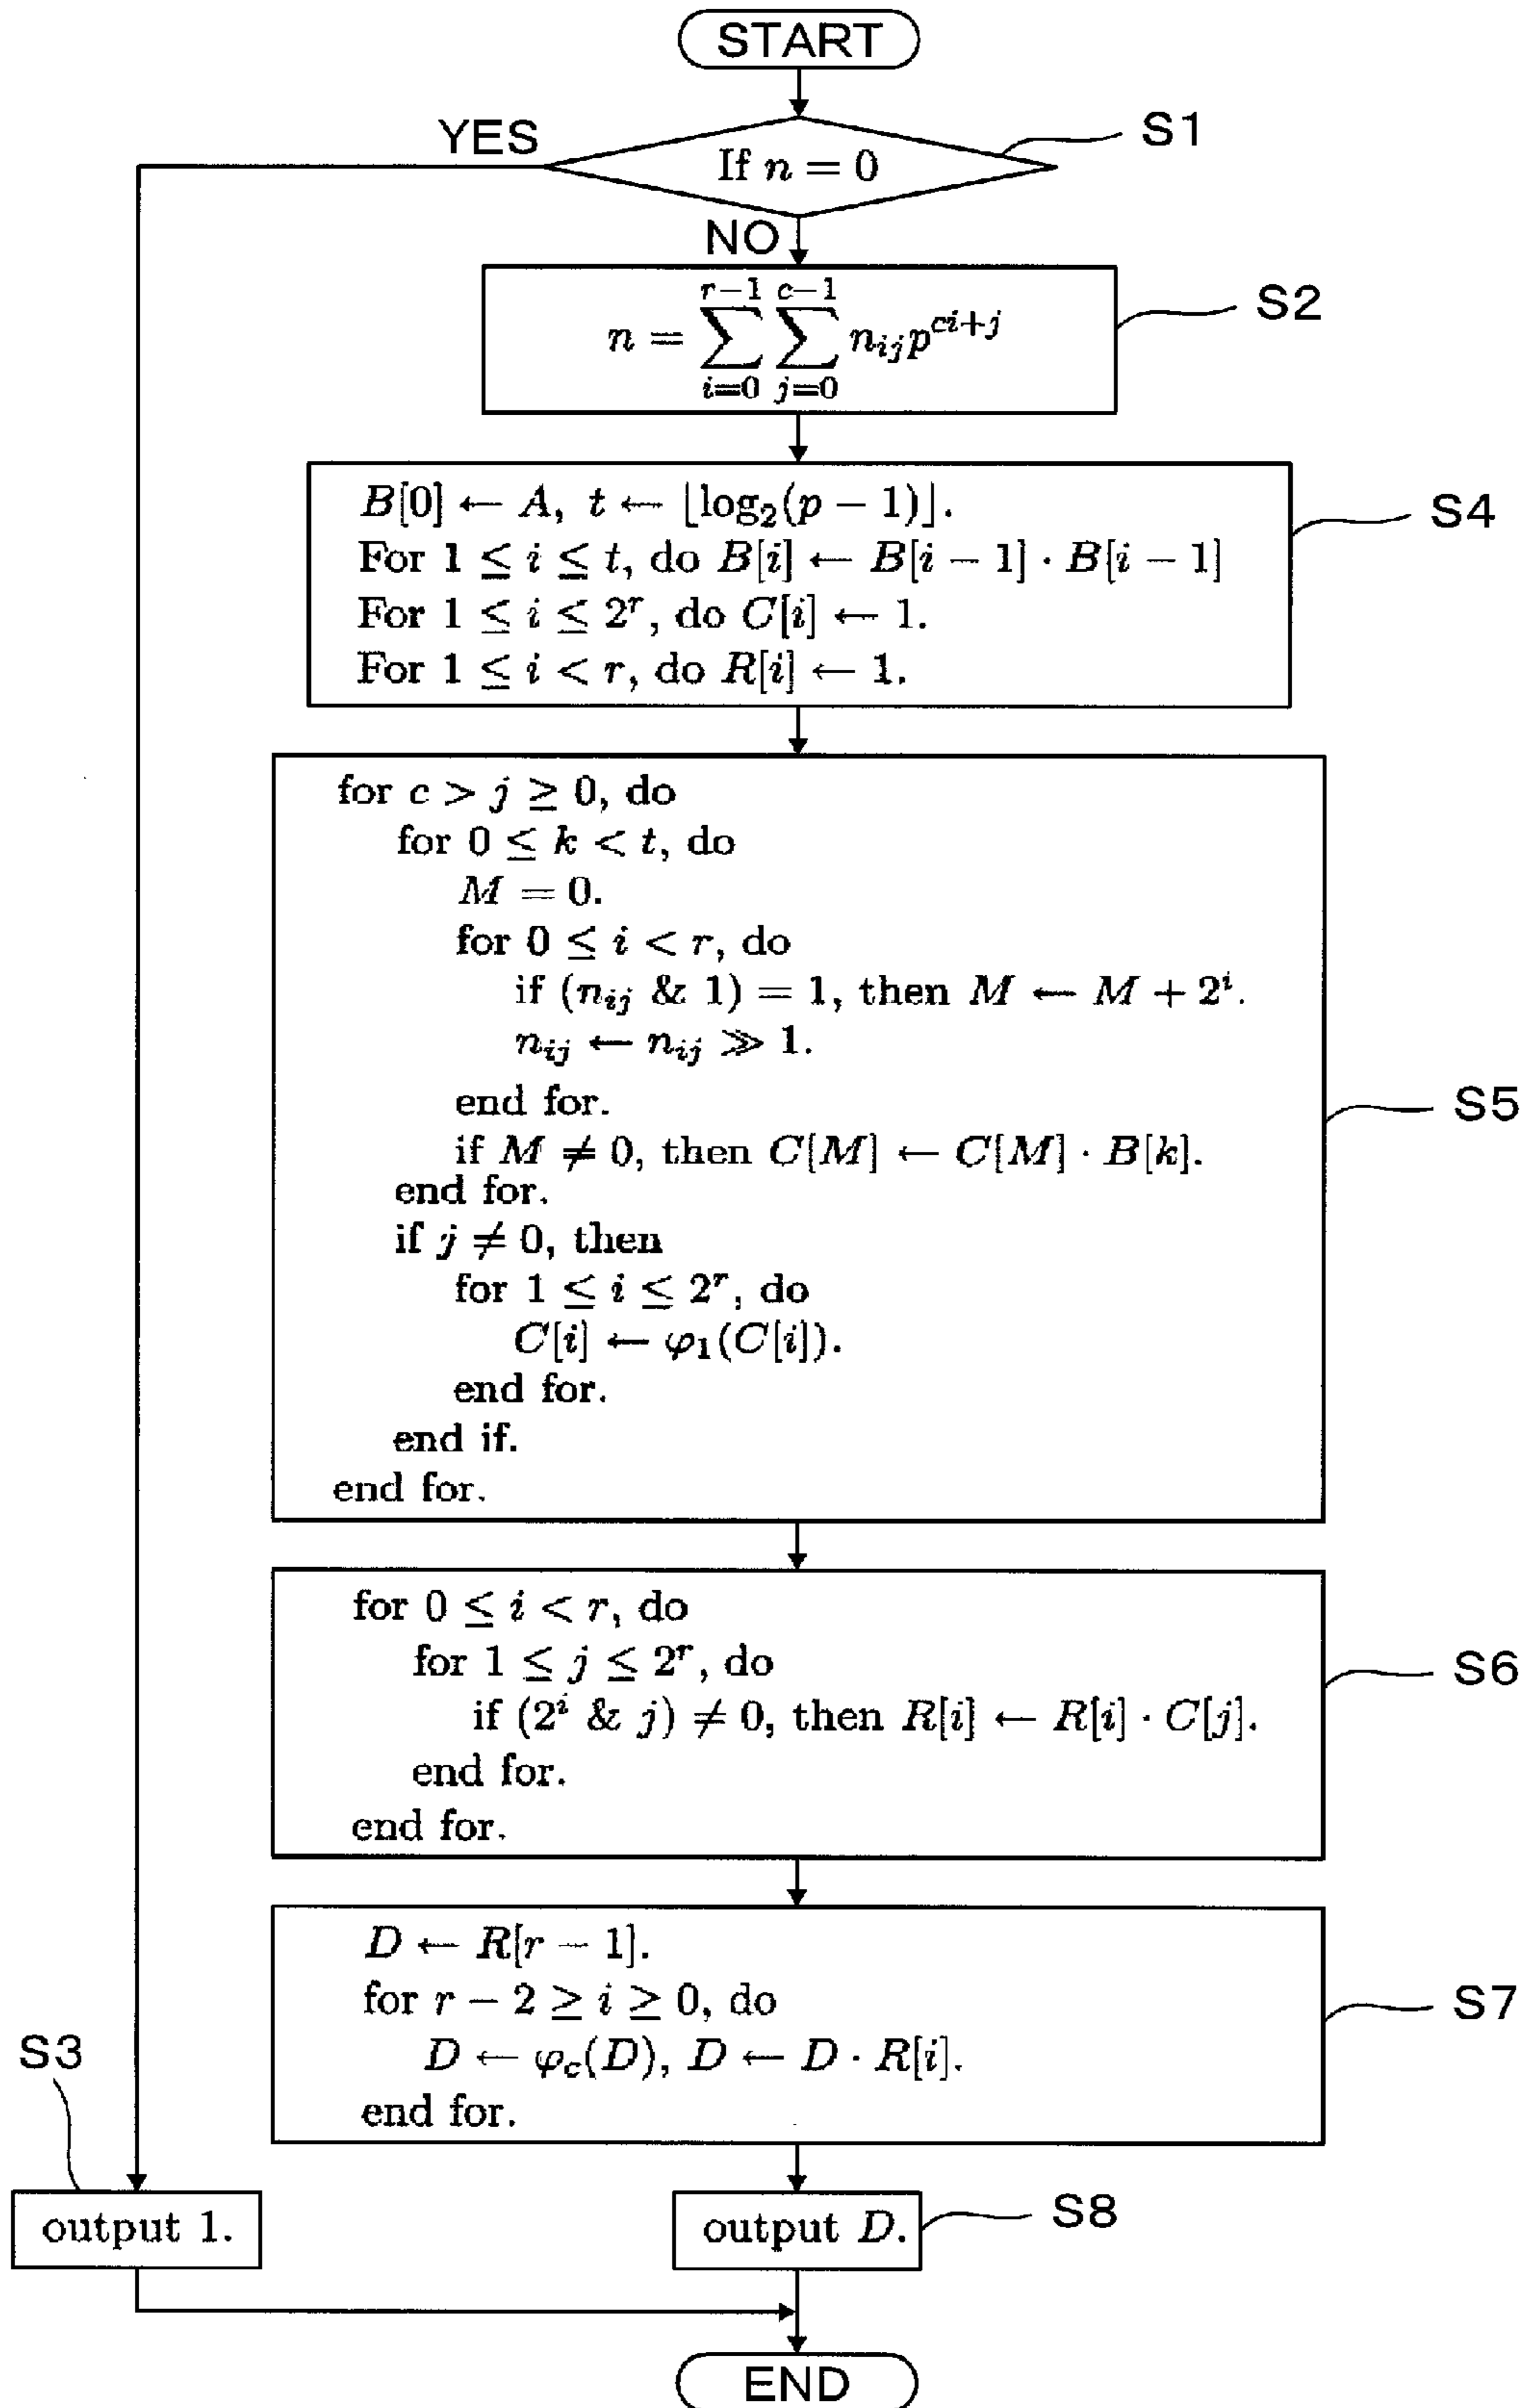 START
YES
If n = 0
S1
NO
n = \sum_{i=0}^{r-1} \sum_{j=0}^{c-1} n_{ij} p^{ci+j}
S2
B[0] ← A, t ← ⌊log₂(p − 1)⌋.
For 1 ≤ i ≤ t, do B[i] ← B[i − 1] · B[i − 1]
For 1 ≤ i ≤ 2^r, do C[i] ← 1.
For 1 ≤ i < r, do R[i] ← 1.
S4
for c > j ≥ 0, do
for 0 ≤ k < t, do
M = 0.
for 0 ≤ i < r, do
if (n_{ij} & 1) = 1, then M ← M + 2^i.
n_{ij} ← n_{ij} ≫ 1.
end for.
if M ≠ 0, then C[M] ← C[M] · B[k].
end for.
if j ≠ 0, then
for 1 ≤ i ≤ 2^r, do
C[i] ← φ₁(C[i]).
end for.
end if.
end for.
S5
for 0 ≤ i < r, do
for 1 ≤ j ≤ 2^r, do
if (2^i & j) ≠ 0, then R[i] ← R[i] · C[j].
end for.
end for.
S6
D ← R[r − 1].
for r − 2 ≥ i ≥ 0, do
D ← φ_c(D), D ← D · R[i].
end for.
S7
S3
output 1.
output D.
S8
END